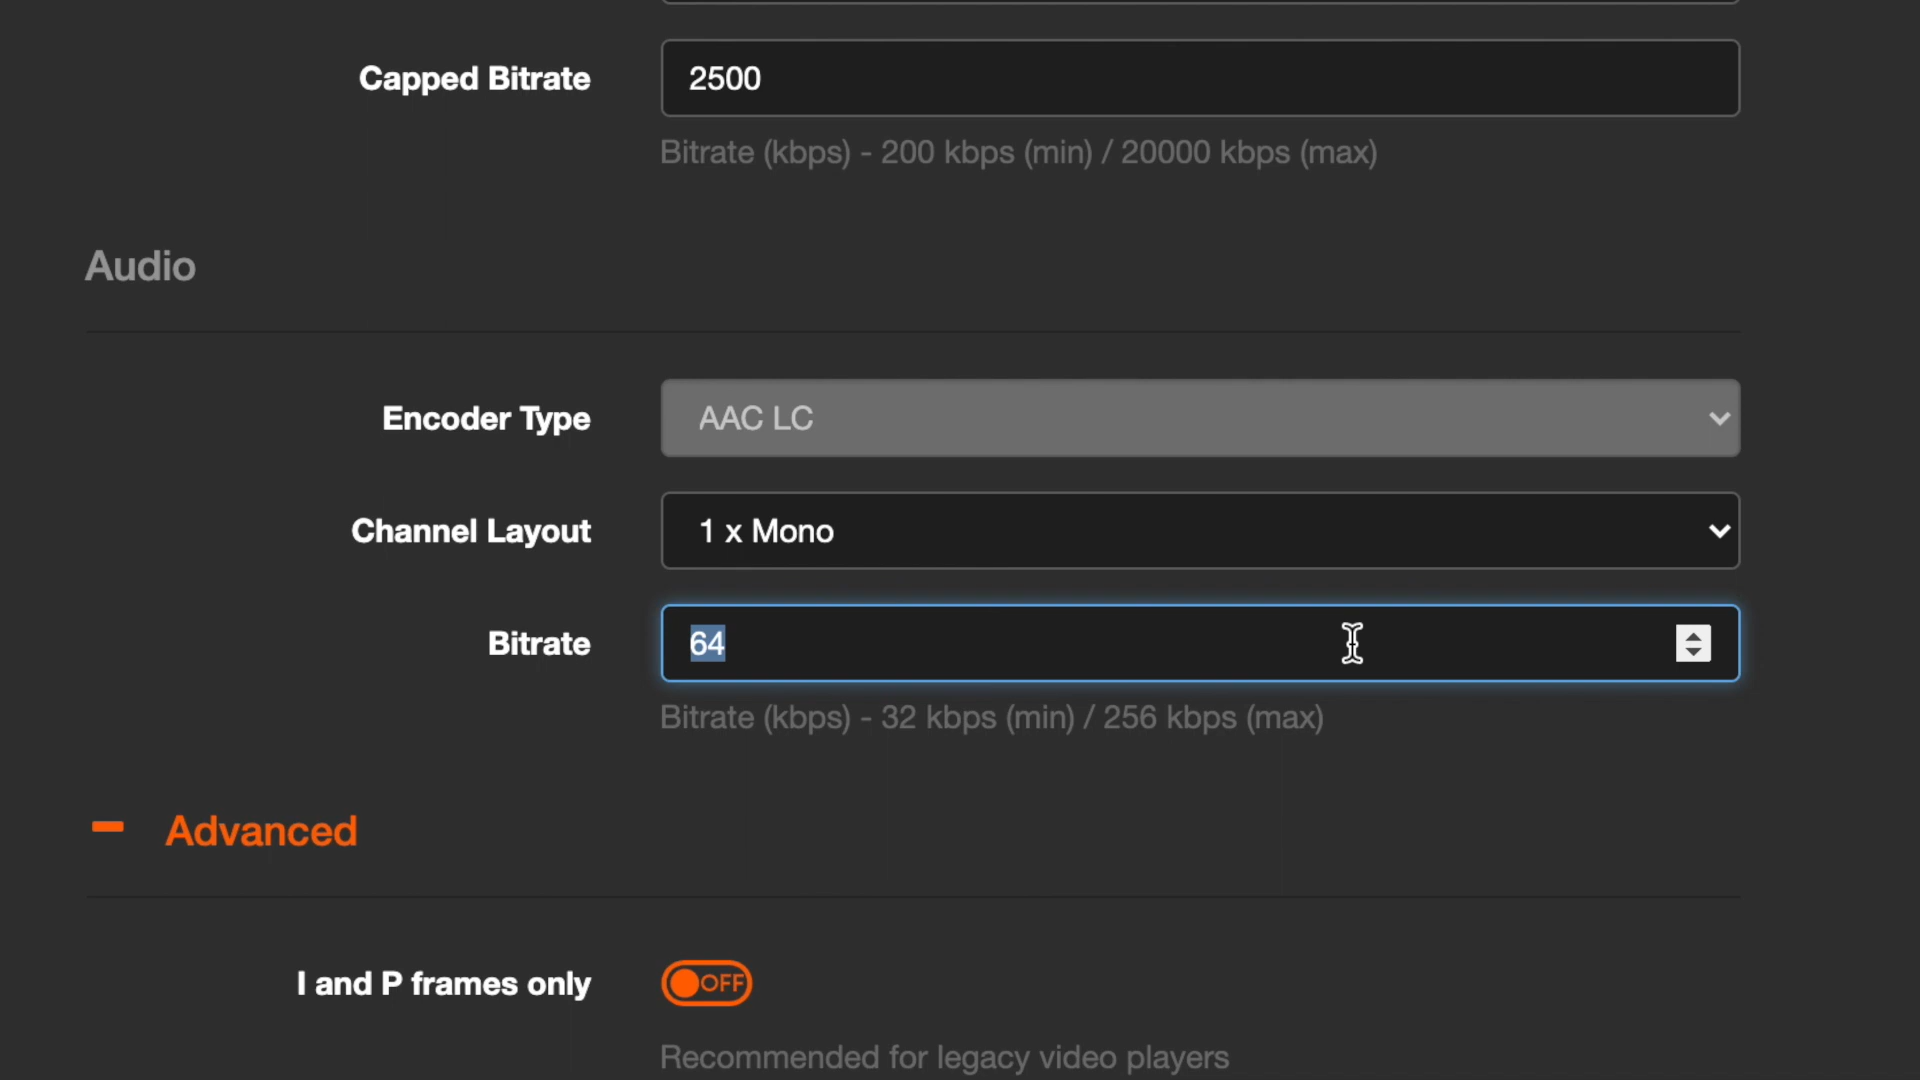 Capped Bitrate
2500
Bitrate (kbps) - 200 kbps (min) / 20000 kbps (max)
Audio
Encoder Type
AAC LC
Channel Layout
1 x Mono
Bitrate
64
Bitrate (kbps) - 32 kbps (min) / 256 kbps (max)
Advanced
I and P frames only
OFF
Recommended for legacy video players